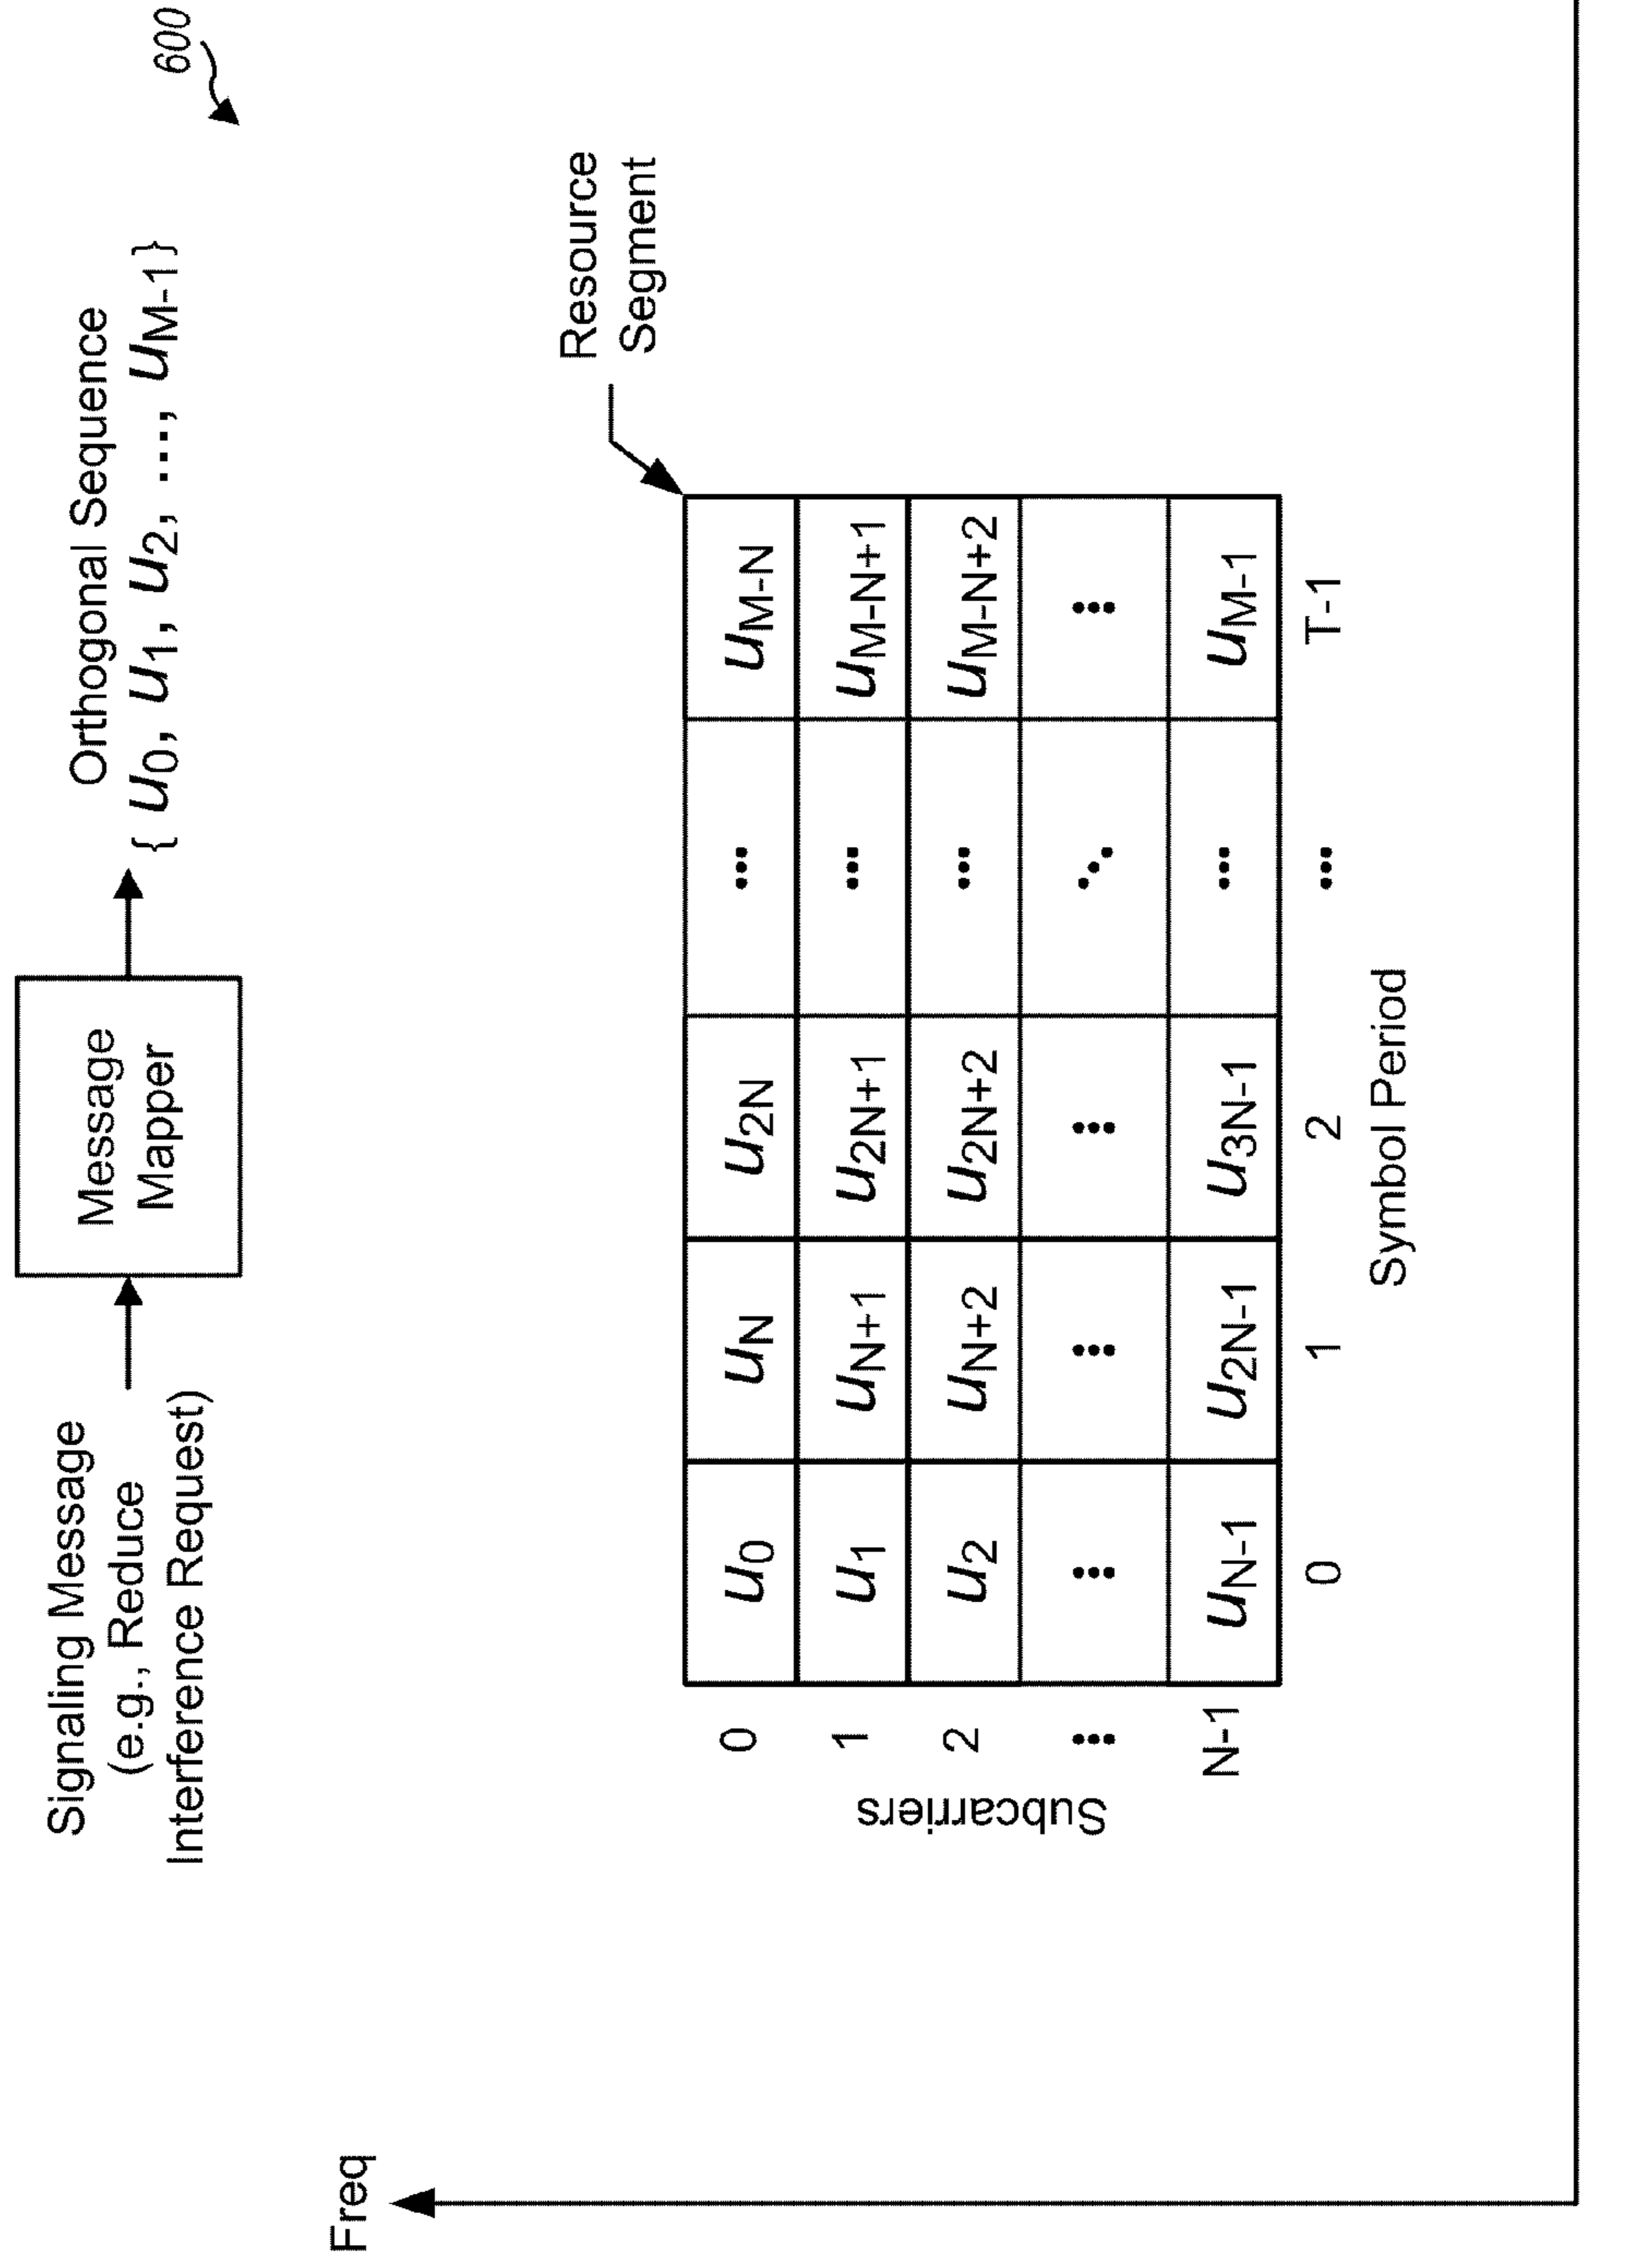 600
Signaling Message
(e.g., Reduce
Interference Request)
Message
Mapper
Orthogonal Sequence
{ u0, u1, u2, ..., uM-1}
Freq
Resource
Segment
Subcarriers
0 u0 uN u2N ... uM-N
1 u1 uN+1 u2N+1 ... uM-N+1
2 u2 uN+2 u2N+2 ... uM-N+2
... ... ... ... ... ...
N-1 uN-1 u2N-1 u3N-1 ... uM-1
0 1 2 ... T-1
Symbol Period